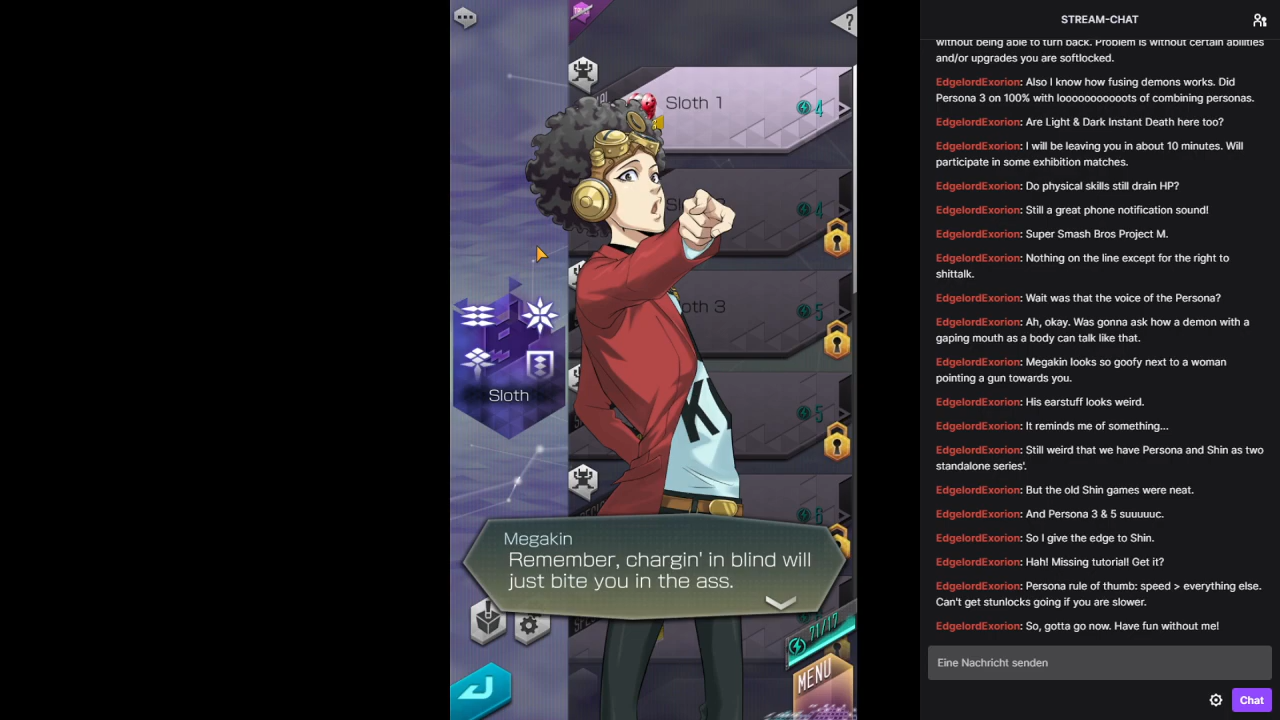 Sloth 1
4
4
Sloth 3
5
5
6
Sloth
K
Megakin
Remember, chargin' in blind will
just bite you in the ass.
71/17
MENU
?
STREAM-CHAT
without being able to turn back. Problem is without certain abilities
and/or upgrades you are softlocked.
EdgelordExorion: Also I know how fusing demons works. Did
Persona 3 on 100% with looooooooooots of combining personas.
EdgelordExorion: Are Light & Dark Instant Death here too?
EdgelordExorion: I will be leaving you in about 10 minutes. Will
participate in some exhibition matches.
EdgelordExorion: Do physical skills still drain HP?
EdgelordExorion: Still a great phone notification sound!
EdgelordExorion: Super Smash Bros Project M.
EdgelordExorion: Nothing on the line except for the right to
shittalk.
EdgelordExorion: Wait was that the voice of the Persona?
EdgelordExorion: Ah, okay. Was gonna ask how a demon with a
gaping mouth as a body can talk like that.
EdgelordExorion: Megakin looks so goofy next to a woman
pointing a gun towards you.
EdgelordExorion: His earstuff looks weird.
EdgelordExorion: It reminds me of something...
EdgelordExorion: Still weird that we have Persona and Shin as two
standalone series'.
EdgelordExorion: But the old Shin games were neat.
EdgelordExorion: And Persona 3 & 5 suuuuuc.
EdgelordExorion: So I give the edge to Shin.
EdgelordExorion: Hah! Missing tutorial! Get it?
EdgelordExorion: Persona rule of thumb: speed > everything else.
Can't get stunlocks going if you are slower.
EdgelordExorion: So, gotta go now. Have fun without me!
Eine Nachricht senden
Chat